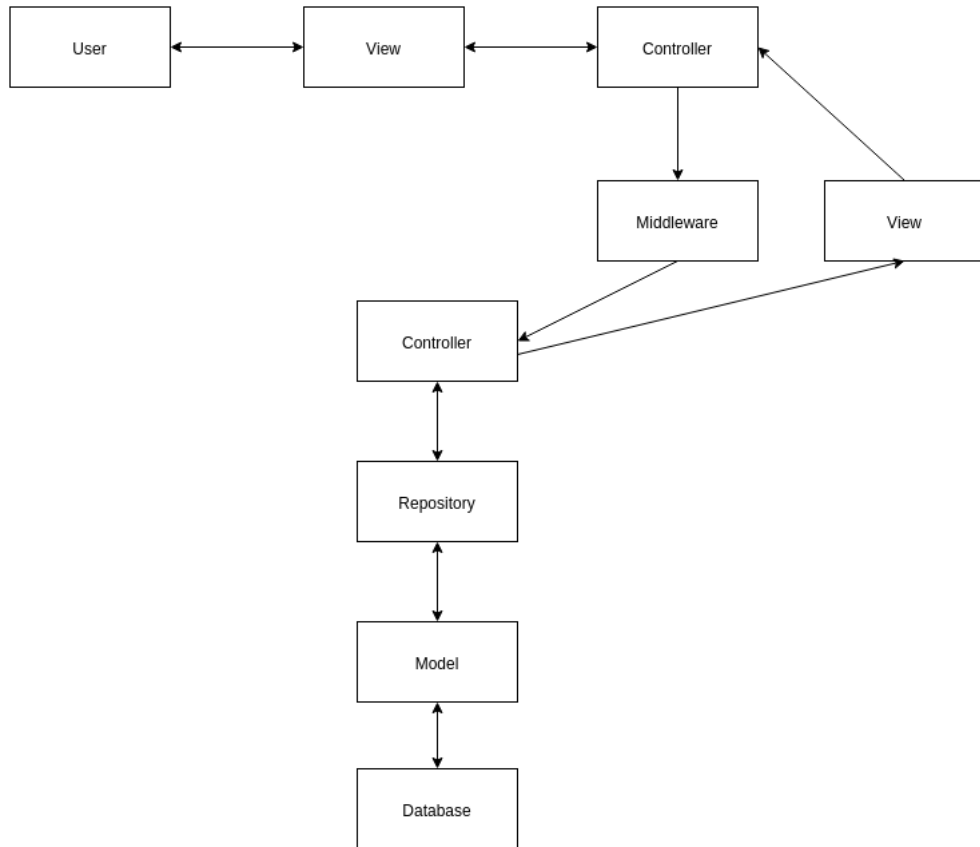 User
View
Controller
Middleware
View
Controller
Repository
Model
Database